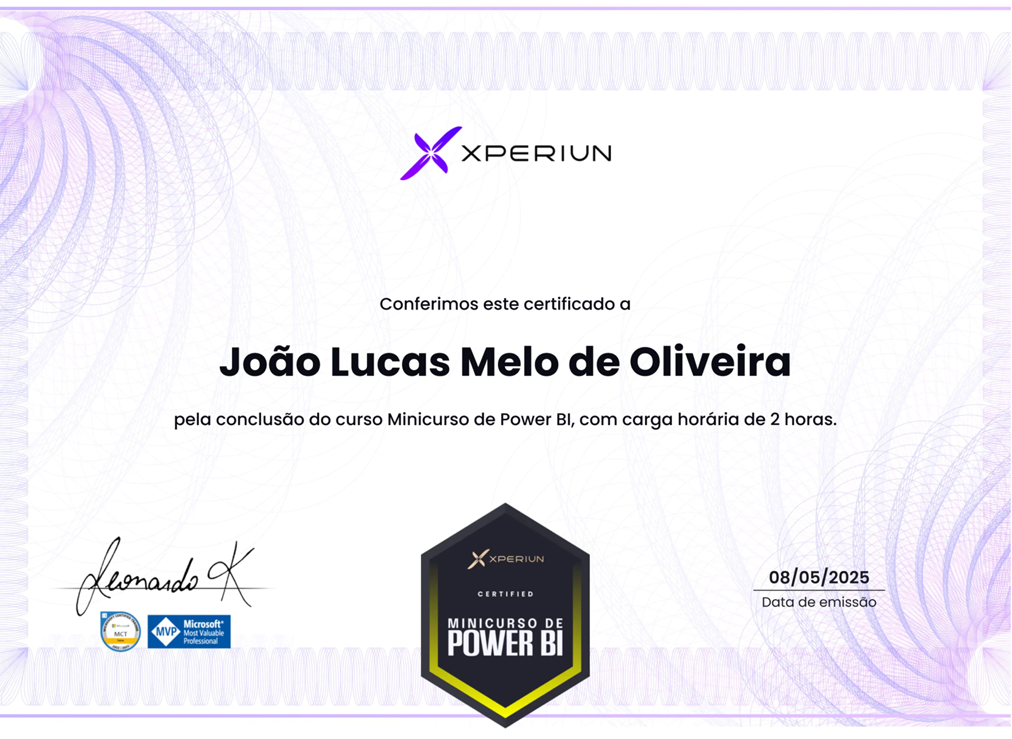 XPERIUN
Conferimos este certificado a
João Lucas Melo de Oliveira
pela conclusão do curso Minicurso de Power BI, com carga horária de 2 horas.
Leonardo K
MCT
MVP
Microsoft®
Most Valuable
Professional
XPERIUN
CERTIFIED
MINICURSO DE
POWER BI
08/05/2025
Data de emissão